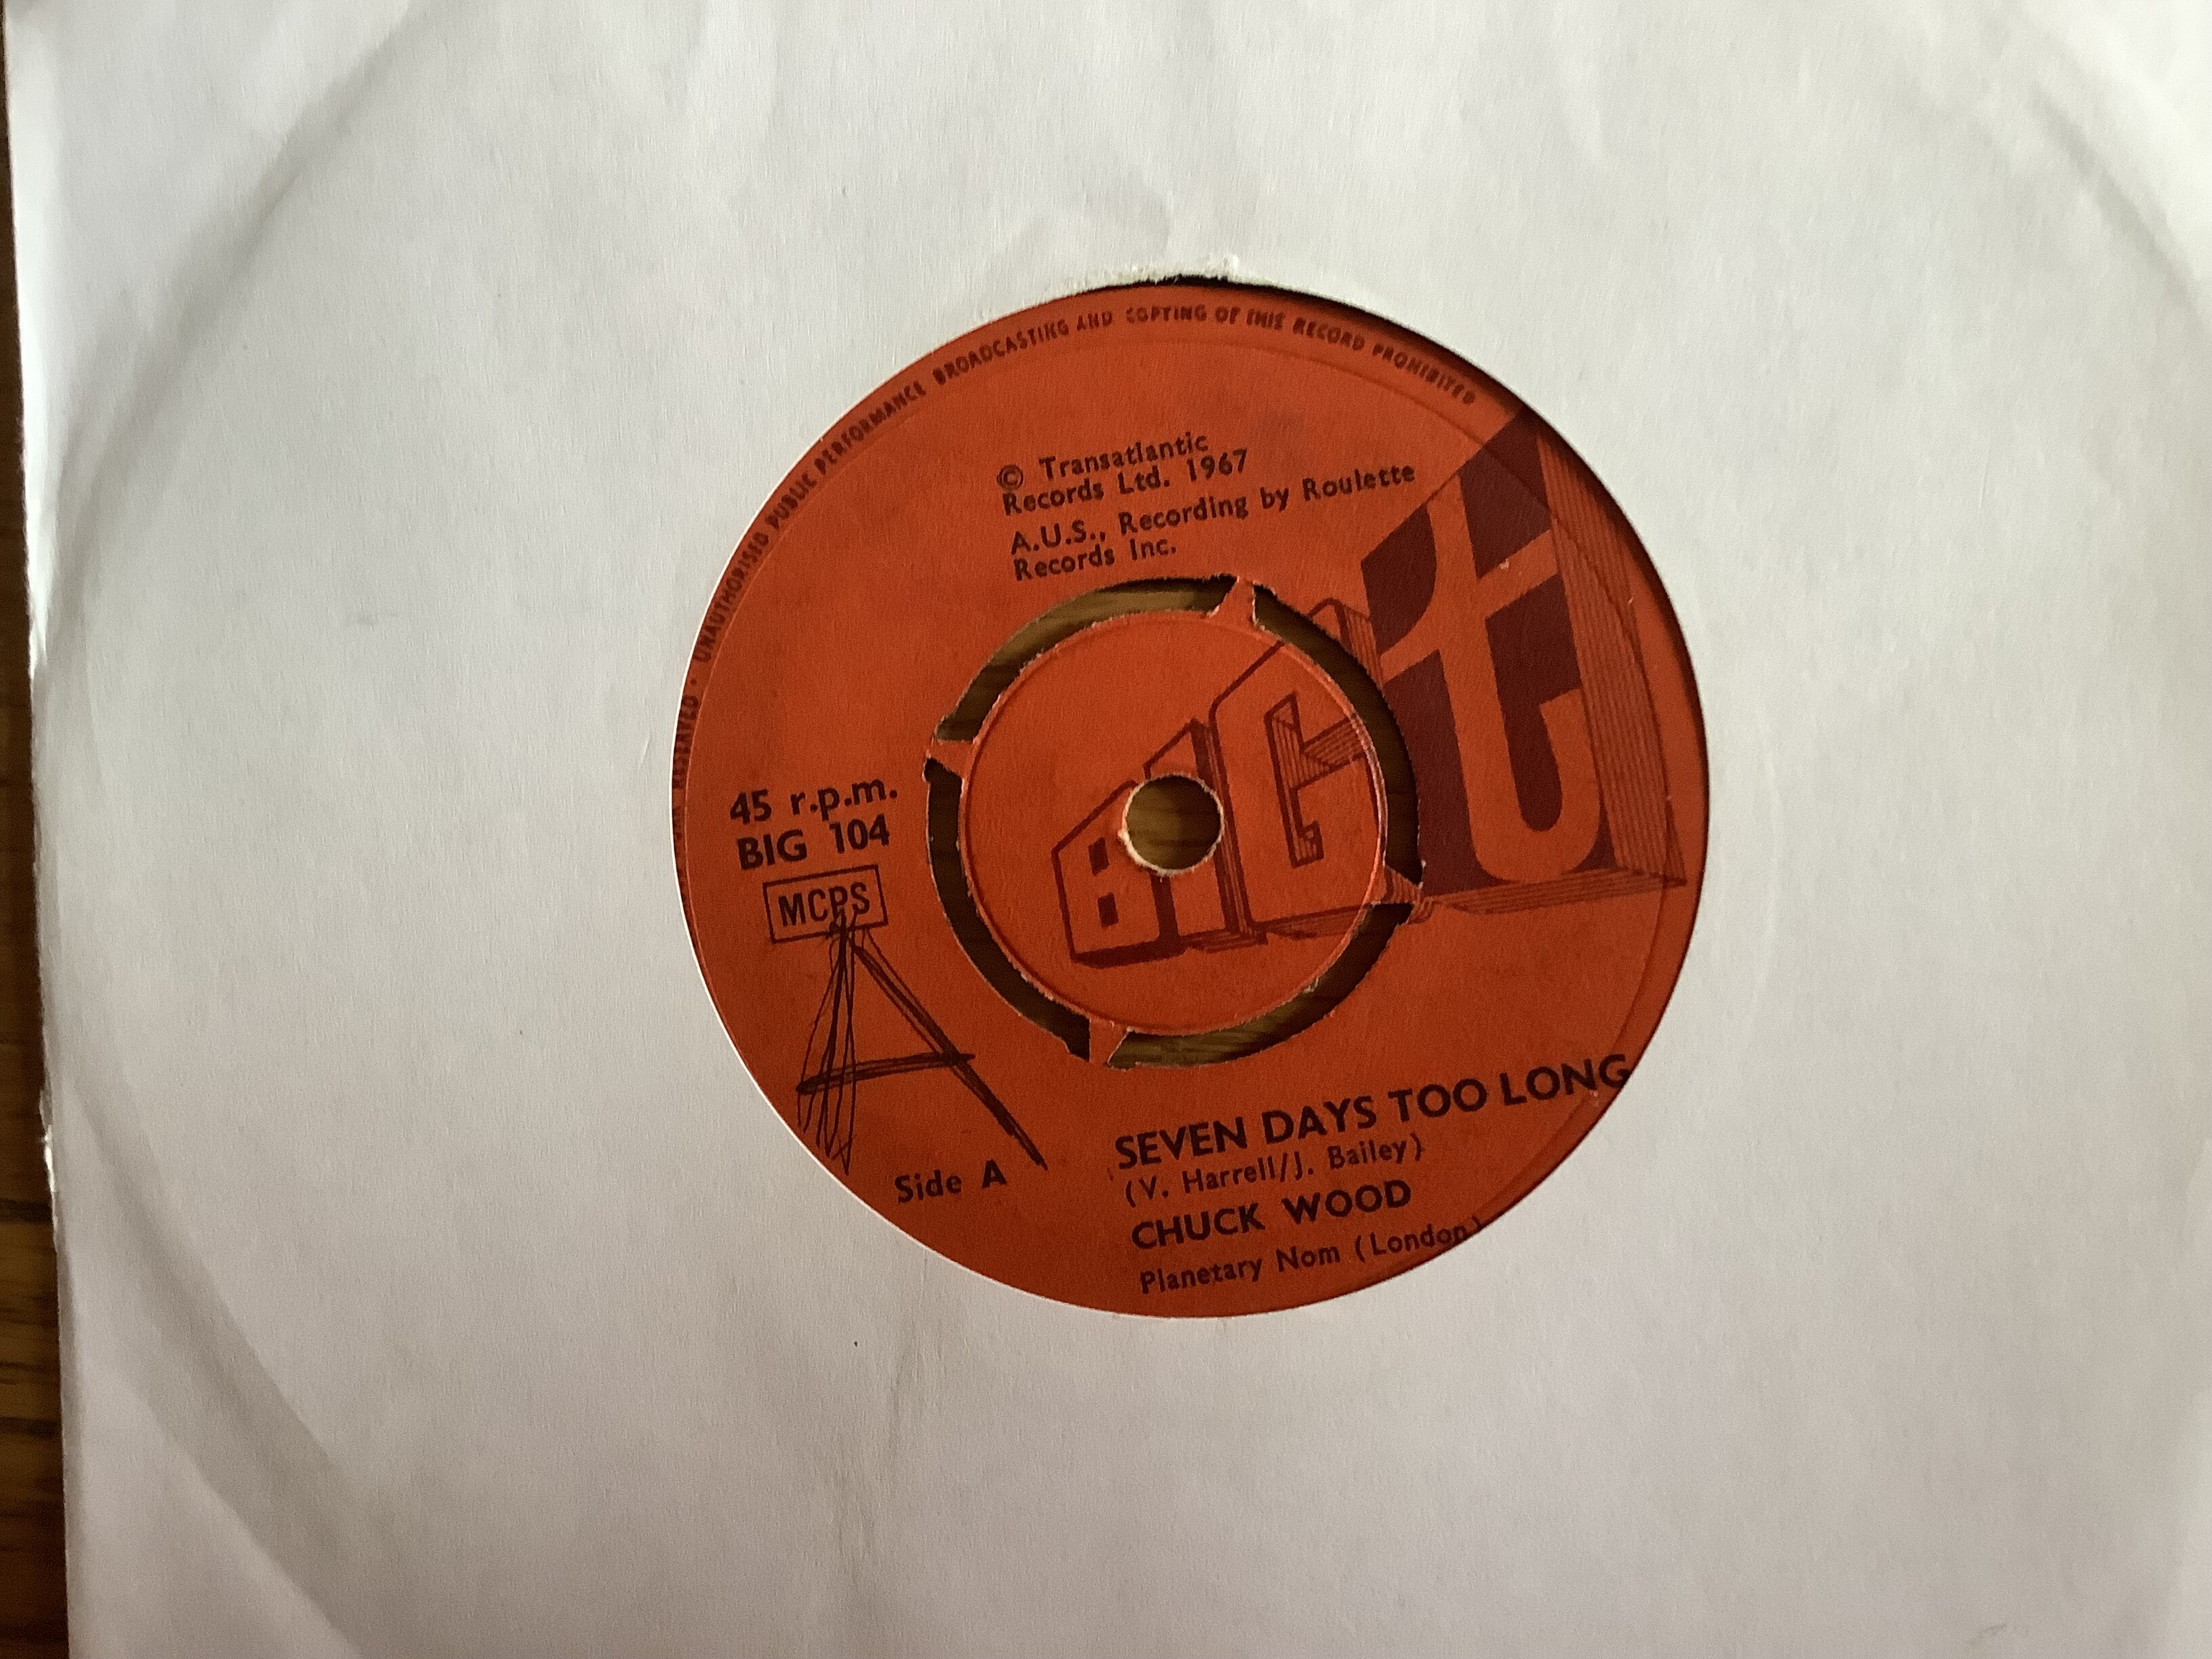 RESERVED · UNAUTHORISED PUBLIC PERFORMANCE BROADCASTING AND COPYING OF THIS RECORD PROHIBITED
© Transatlantic
Records Ltd. 1967
A.U.S., Recording by Roulette
Records Inc.
BIG t
45 r.p.m.
BIG 104
MCPS
A
Side A
SEVEN DAYS TOO LONG
(V. Harrell/J. Bailey)
CHUCK WOOD
Planetary Nom (London)